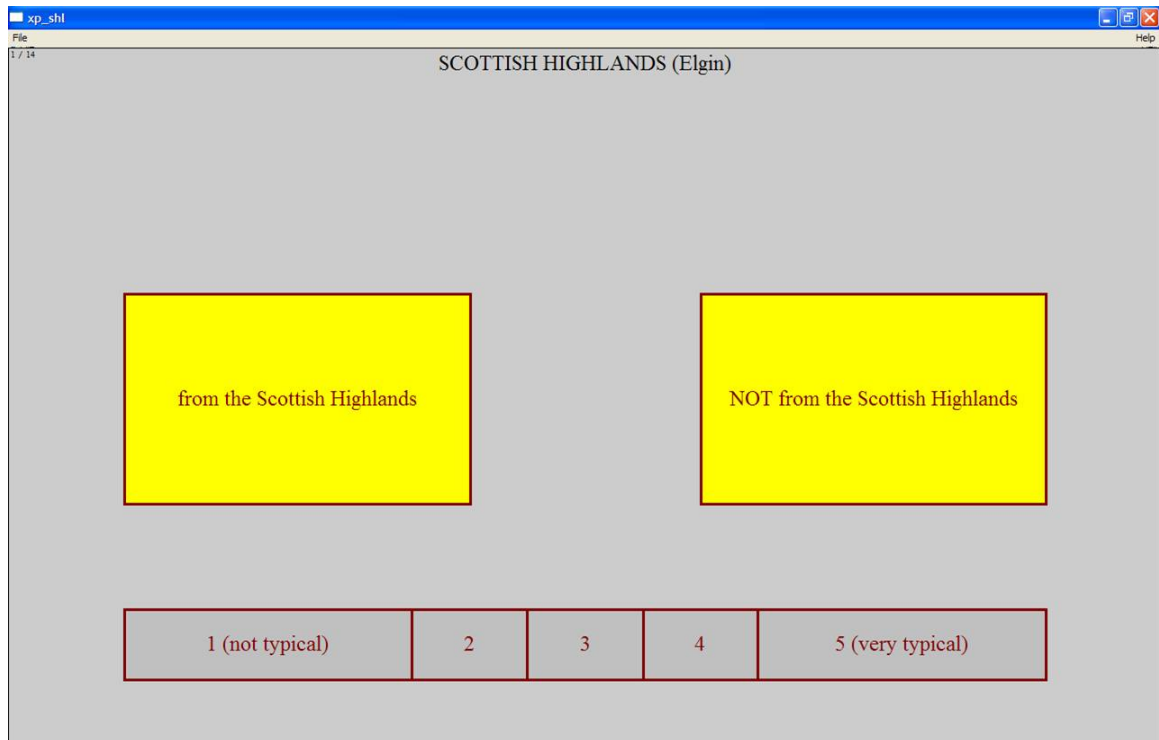 xp_shl
File Help
1 / 14
SCOTTISH HIGHLANDS (Elgin)
from the Scottish Highlands
NOT from the Scottish Highlands
1 (not typical) 2 3 4 5 (very typical)